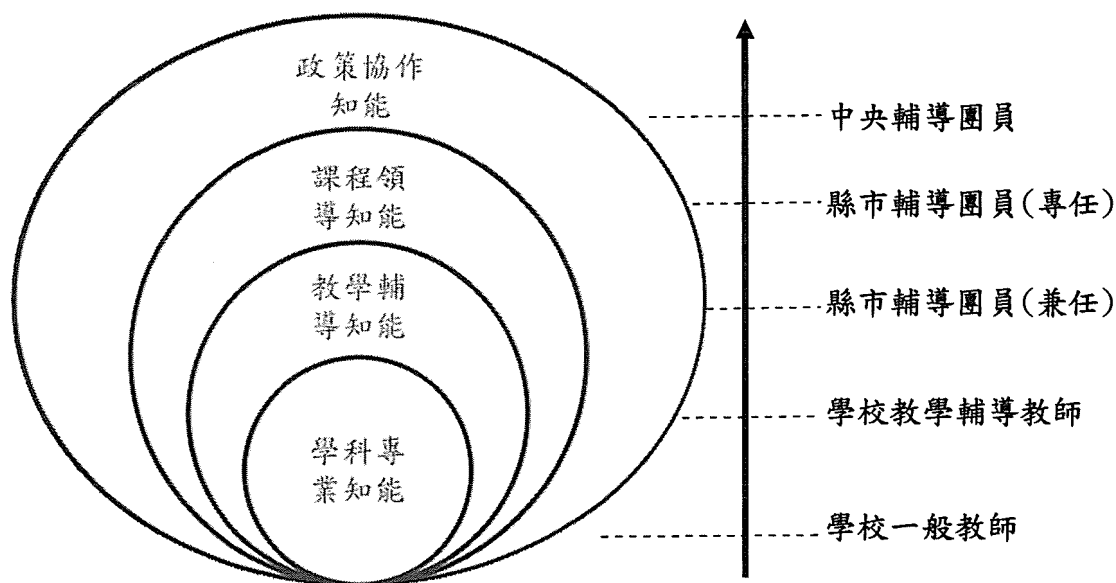 政策協作
知能
中央輔導團員
課程領
導知能
縣市輔導團員(專任)
教學輔
導知能
縣市輔導團員(兼任)
學校教學輔導教師
學科專
業知能
學校一般教師